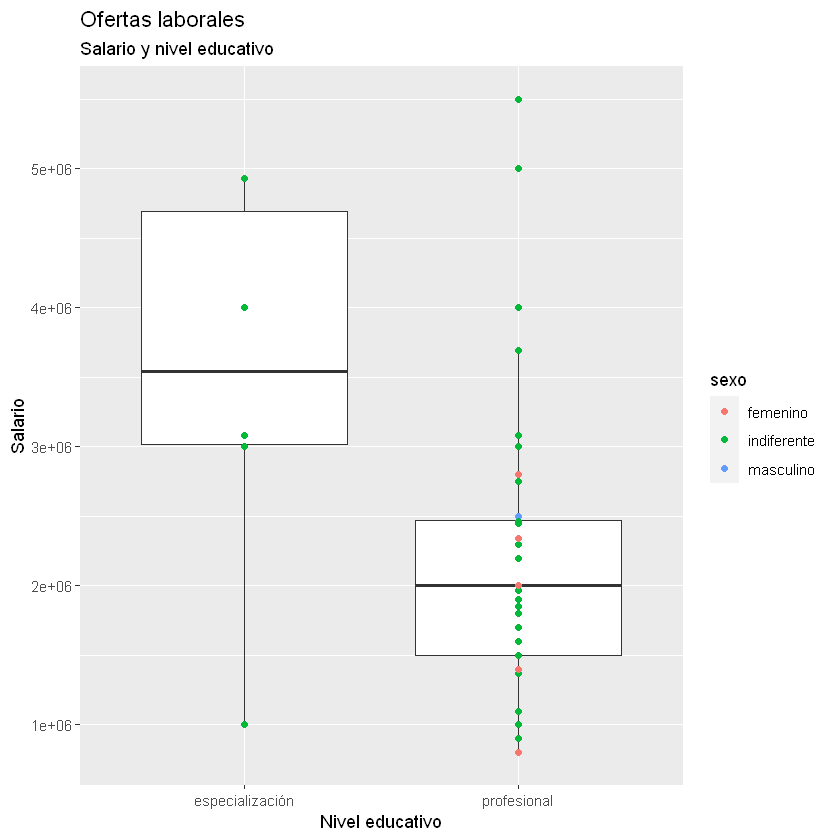 Ofertas laborales
Salario y nivel educativo
5e+06
4e+06
3e+06
2e+06
1e+06
Salario
especialización profesional
Nivel educativo
sexo
femenino
indiferente
masculino